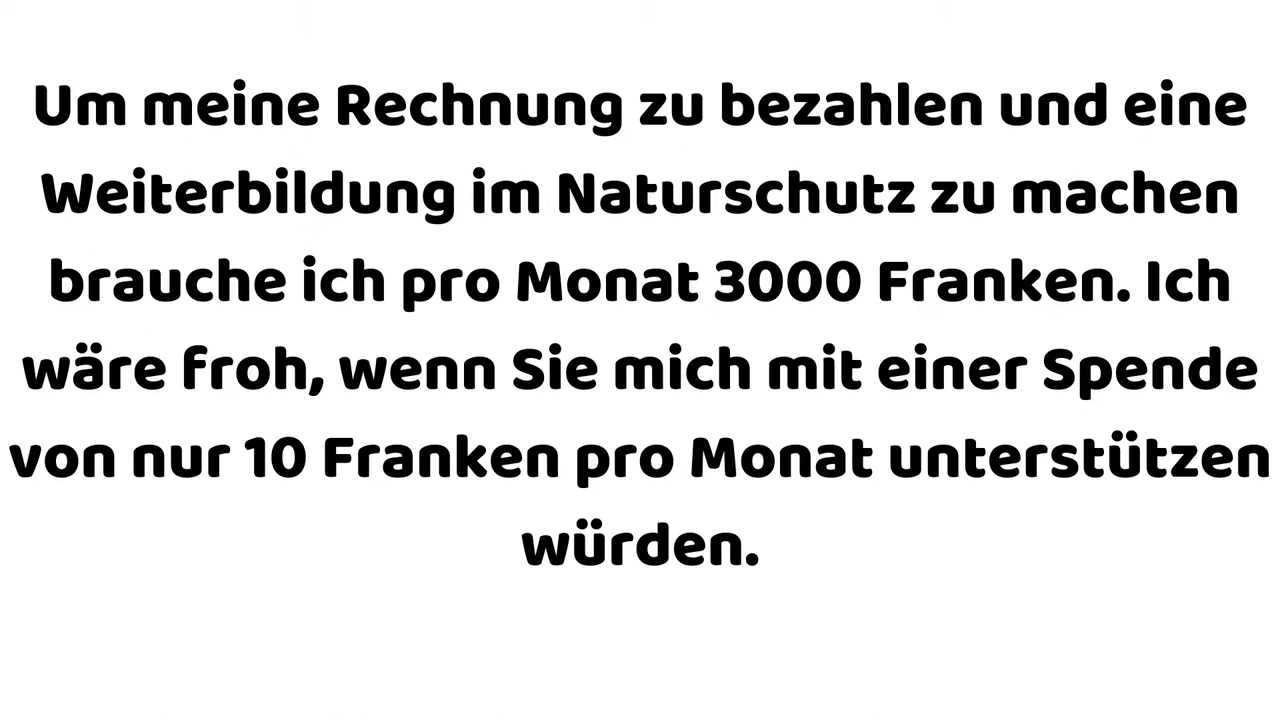 Um meine Rechnung zu bezahlen und eine
Weiterbildung im Naturschutz zu machen
brauche ich pro Monat 3000 Franken. Ich
wäre froh, wenn Sie mich mit einer Spende
von nur 10 Franken pro Monat unterstützen
würden.